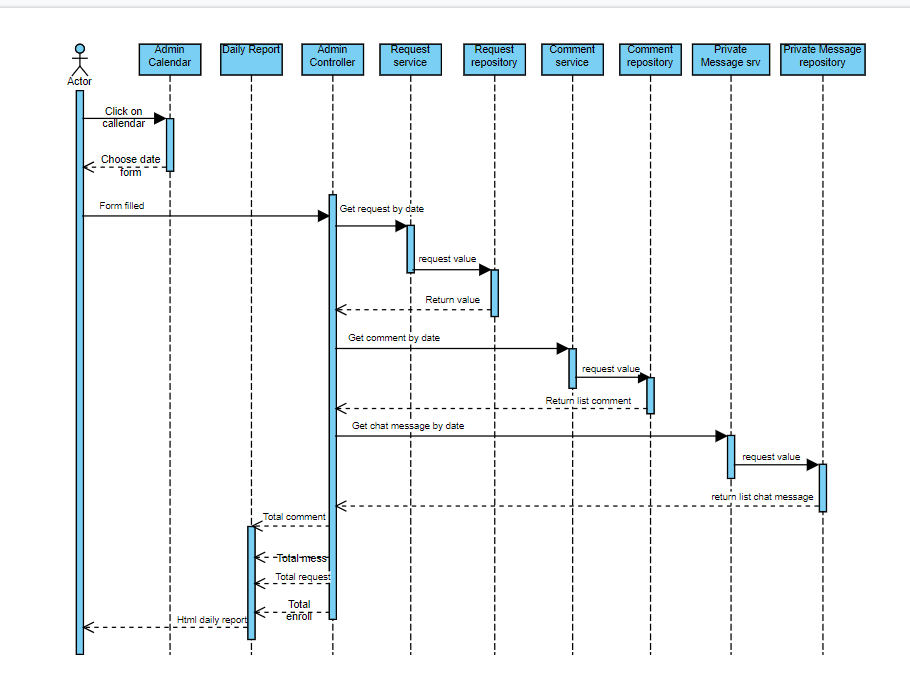 Actor
Admin
Calendar
Daily Report
Admin
Controller
Request
service
Request
repository
Comment
service
Comment
repository
Private
Message srv
Private Message
repository
Click on
callendar
Choose date
form
Form filled
Get request by date
request value
Return value
Get comment by date
request value
Return list comment
Get chat message by date
request value
return list chat message
Total comment
Total mess
Total request
Total
enroll
Html daily report